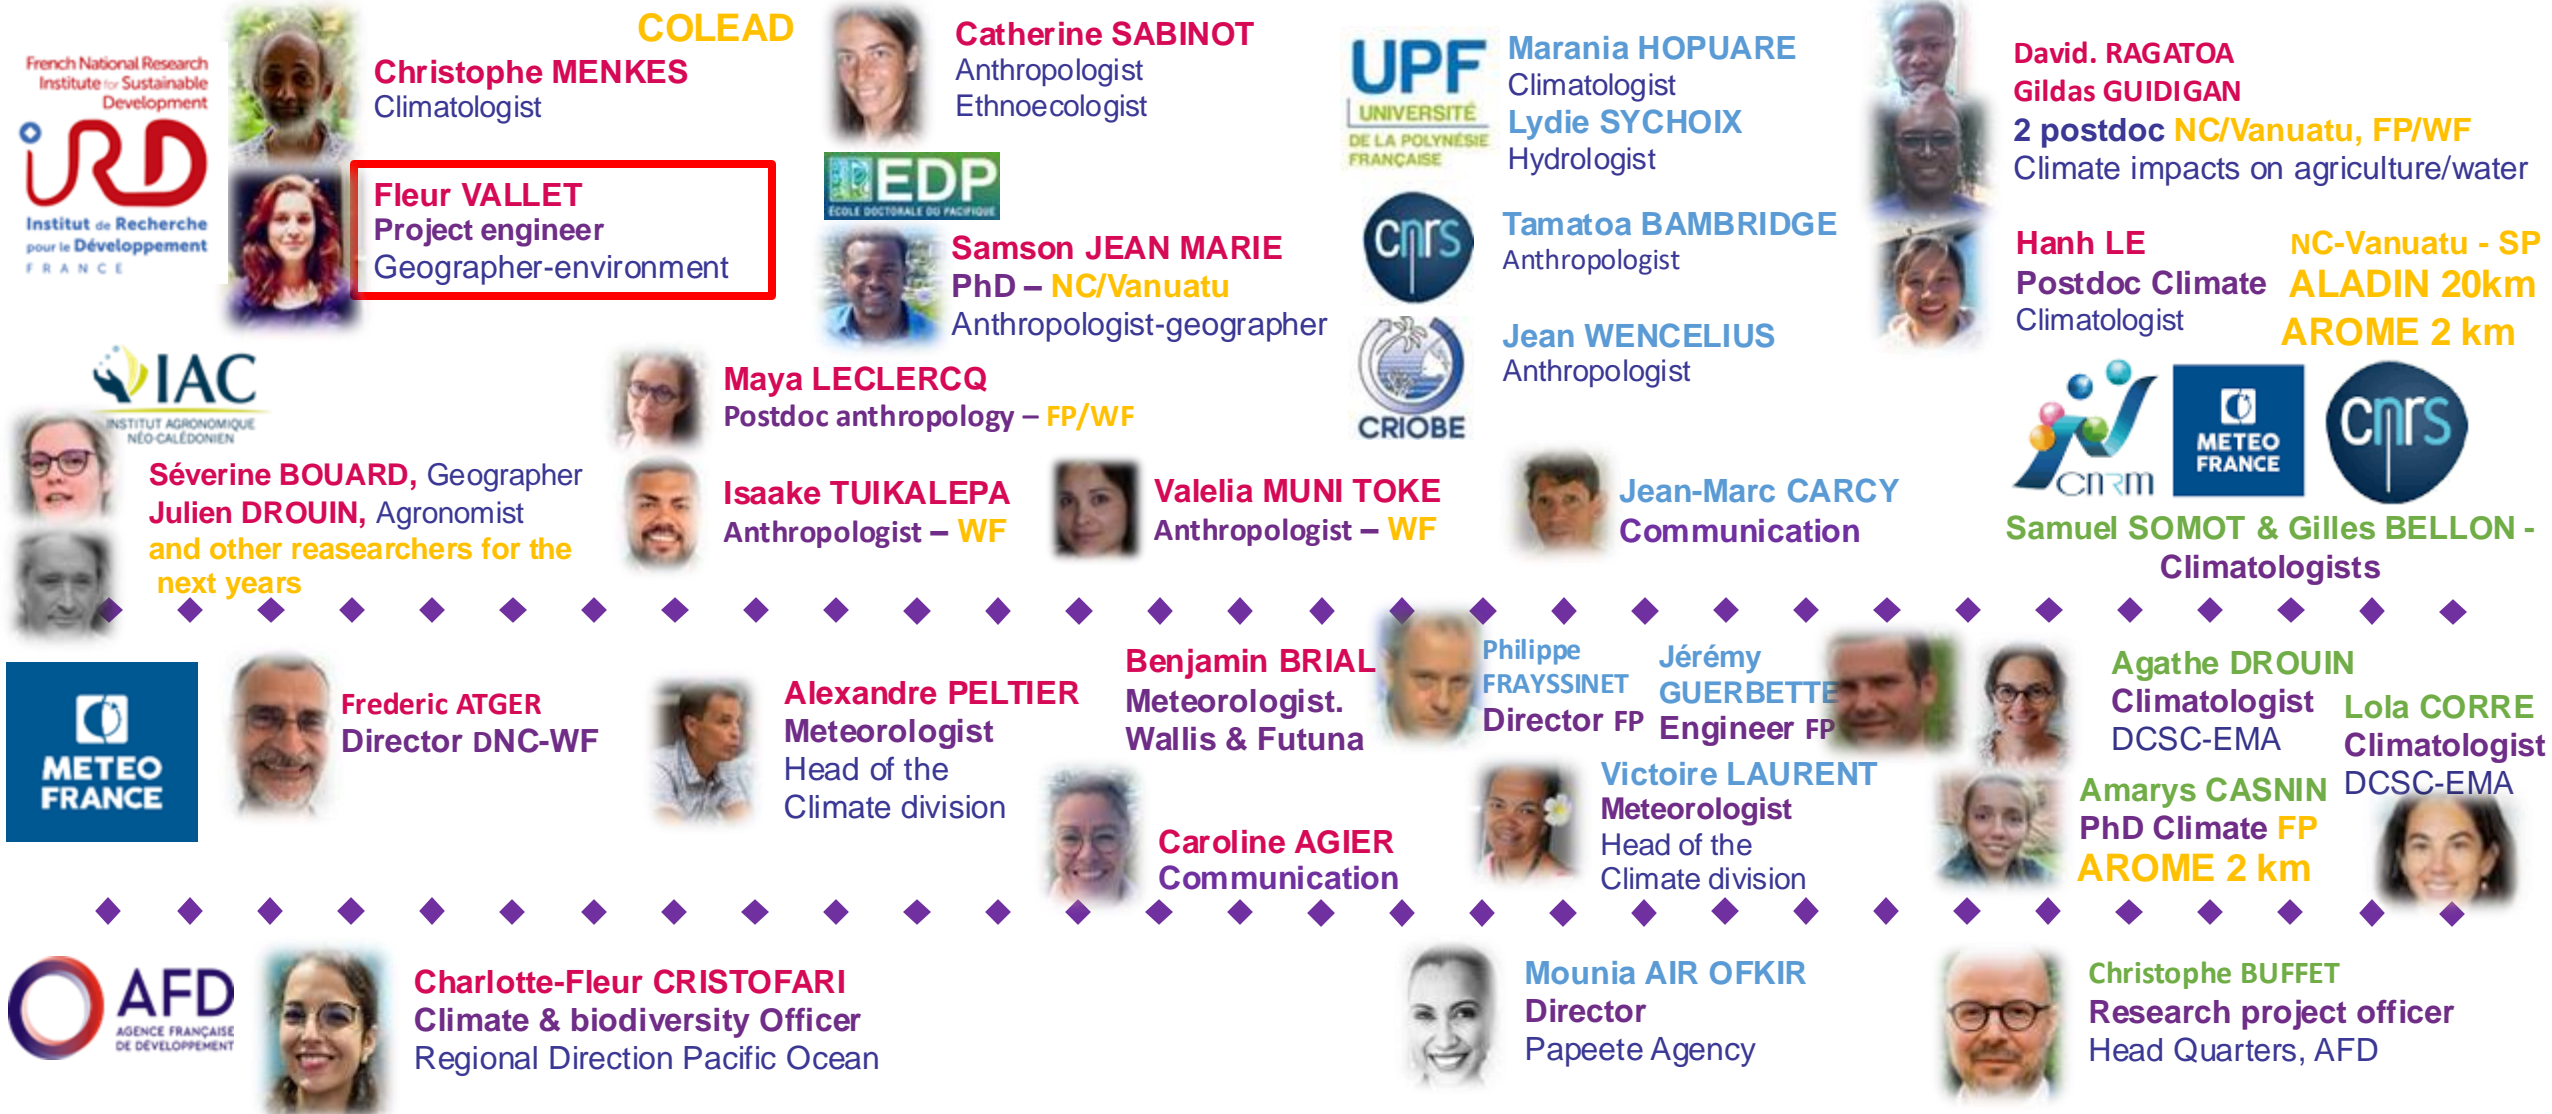 COLEAD
French National Research
Institute for Sustainable
Development
iRD
Institut de Recherche
pour le Développement
FRANCE
Christophe MENKES
Climatologist
Fleur VALLET
Project engineer
Geographer-environment
Catherine SABINOT
Anthropologist
Ethnoecologist
EDP
ÉCOLE DOCTORALE DU PACIFIQUE
Samson JEAN MARIE
PhD – NC/Vanuatu
Anthropologist-geographer
UPF
UNIVERSITÉ
DE LA POLYNÉSIE
FRANÇAISE
Marania HOPUARE
Climatologist
Lydie SYCHOIX
Hydrologist
cnrs
Tamatoa BAMBRIDGE
Anthropologist
CRIOBE
Jean WENCELIUS
Anthropologist
David. RAGATOA
Gildas GUIDIGAN
2 postdoc NC/Vanuatu, FP/WF
Climate impacts on agriculture/water
Hanh LE
Postdoc Climate
Climatologist
NC-Vanuatu - SP
ALADIN 20km
AROME 2 km
IAC
INSTITUT AGRONOMIQUE
NÉO-CALÉDONIEN
Séverine BOUARD, Geographer
Julien DROUIN, Agronomist
and other reasearchers for the
next years
Maya LECLERCQ
Postdoc anthropology – FP/WF
Isaake TUIKALEPA
Anthropologist – WF
Valelia MUNI TOKE
Anthropologist – WF
Jean-Marc CARCY
Communication
CNRM
METEO
FRANCE
cnrs
Samuel SOMOT & Gilles BELLON -
Climatologists
METEO
FRANCE
Frederic ATGER
Director DNC-WF
Alexandre PELTIER
Meteorologist
Head of the
Climate division
Benjamin BRIAL
Meteorologist.
Wallis & Futuna
Caroline AGIER
Communication
Philippe
FRAYSSINET
Director FP
Jérémy
GUERBETTE
Engineer FP
Victoire LAURENT
Meteorologist
Head of the
Climate division
Agathe DROUIN
Climatologist
DCSC-EMA
Lola CORRE
Climatologist
DCSC-EMA
Amarys CASNIN
PhD Climate FP
AROME 2 km
AFD
AGENCE FRANÇAISE
DE DÉVELOPPEMENT
Charlotte-Fleur CRISTOFARI
Climate & biodiversity Officer
Regional Direction Pacific Ocean
Mounia AIR OFKIR
Director
Papeete Agency
Christophe BUFFET
Research project officer
Head Quarters, AFD